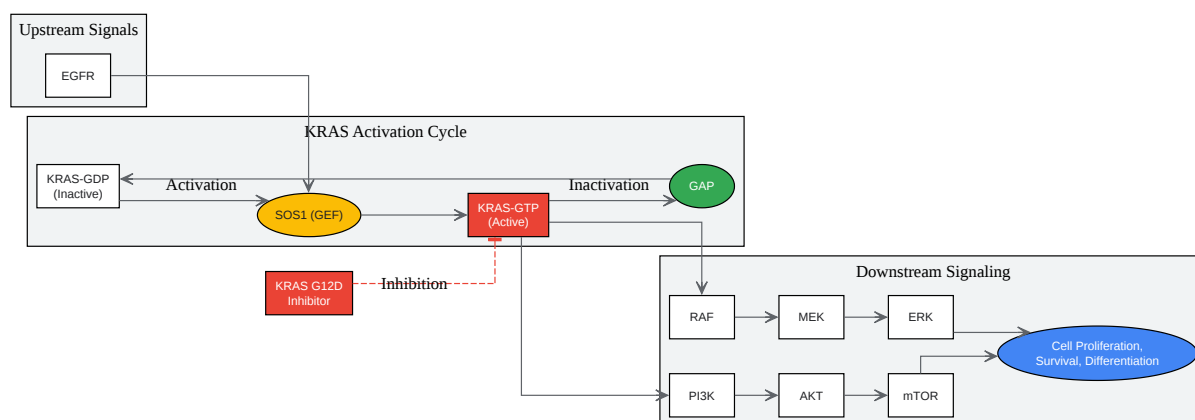 Upstream Signals
EGFR
KRAS Activation Cycle
KRAS-GDP
(Inactive)
Activation
SOS1 (GEF)
KRAS-GTP
(Active)
Inactivation
GAP
KRAS G12D
Inhibitor
Inhibition
Downstream Signaling
RAF
MEK
ERK
Cell Proliferation,
Survival, Differentiation
PI3K
AKT
mTOR